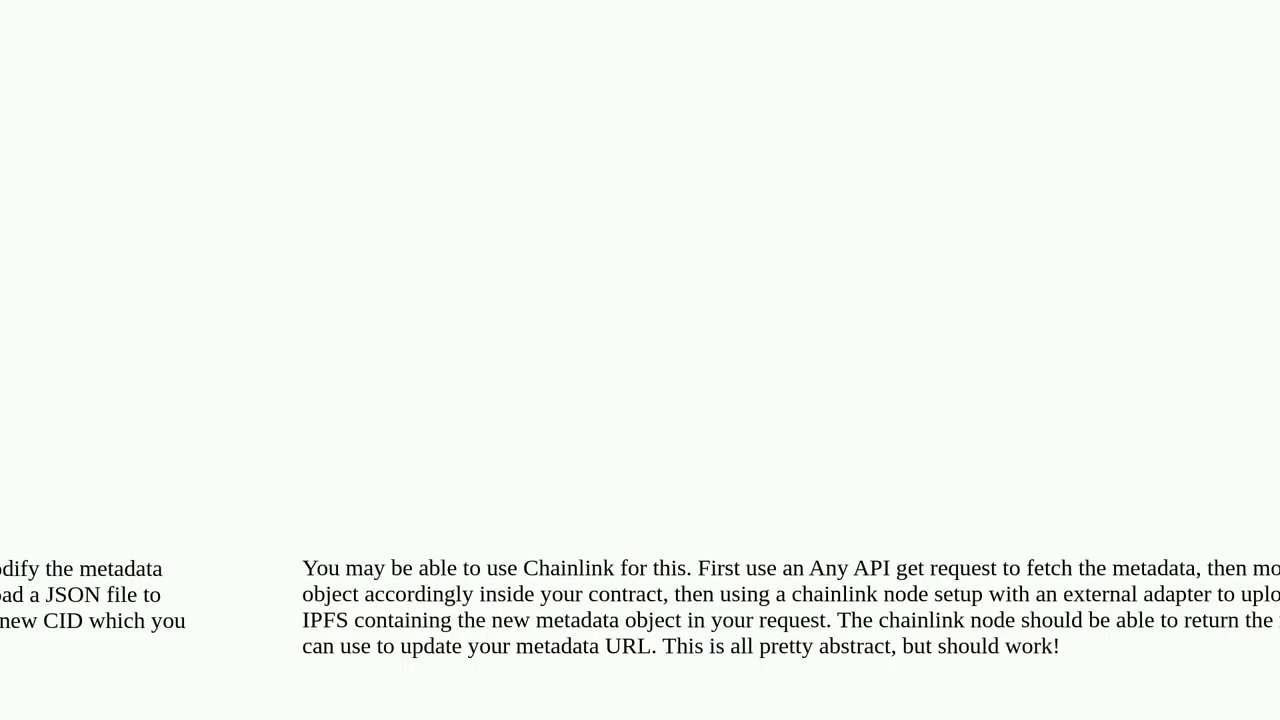 odify the metadata
ad a JSON file to
new CID which you
You may be able to use Chainlink for this. First use an Any API get request to fetch the metadata, then mo
object accordingly inside your contract, then using a chainlink node setup with an external adapter to uplo
IPFS containing the new metadata object in your request. The chainlink node should be able to return the
can use to update your metadata URL. This is all pretty abstract, but should work!